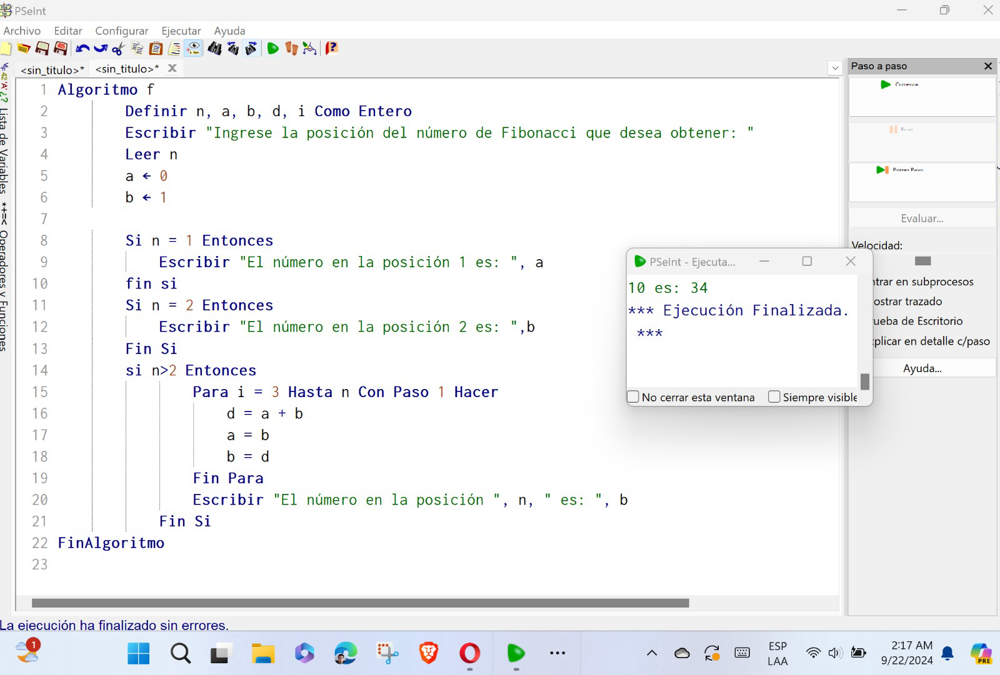 PSeInt
Archivo Editar Configurar Ejecutar Ayuda
<sin_titulo>* <sin_titulo>*
1 Algoritmo f
2 Definir n, a, b, d, i Como Entero
3 Escribir "Ingrese la posición del número de Fibonacci que desea obtener: "
4 Leer n
5 a ← 0
6 b ← 1
7
8 Si n = 1 Entonces
9 Escribir "El número en la posición 1 es: ", a
10 fin si
11 Si n = 2 Entonces
12 Escribir "El número en la posición 2 es: ",b
13 Fin Si
14 si n>2 Entonces
15 Para i = 3 Hasta n Con Paso 1 Hacer
16 d = a + b
17 a = b
18 b = d
19 Fin Para
20 Escribir "El número en la posición ", n, " es: ", b
21 Fin Si
22 FinAlgoritmo
23
Lista de Variables
*+=< Operadores y Funciones
PSeInt - Ejecuta...
10 es: 34
*** Ejecución Finalizada.
***
No cerrar esta ventana Siempre visible
Paso a paso
Comenzar
Primer Paso
Evaluar...
Velocidad:
ntrar en subprocesos
ostrar trazado
rueba de Escritorio
plicar en detalle c/paso
Ayuda...
La ejecución ha finalizado sin errores.
1
ESP
LAA
2:17 AM
9/22/2024
PRE